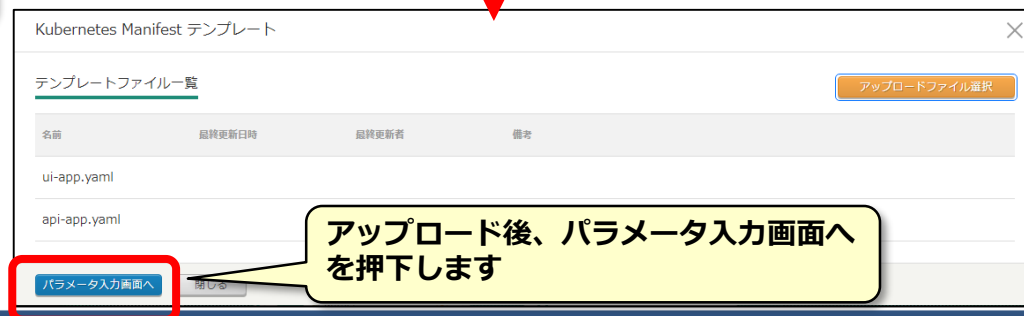 Kubernetes Manifest テンプレート
テンプレートファイル一覧
アップロードファイル選択
名前 最終更新日時 最終更新者 備考
ui-app.yaml
api-app.yaml
アップロード後、パラメータ入力画面へ
を押下します
パラメータ入力画面へ
閉じる